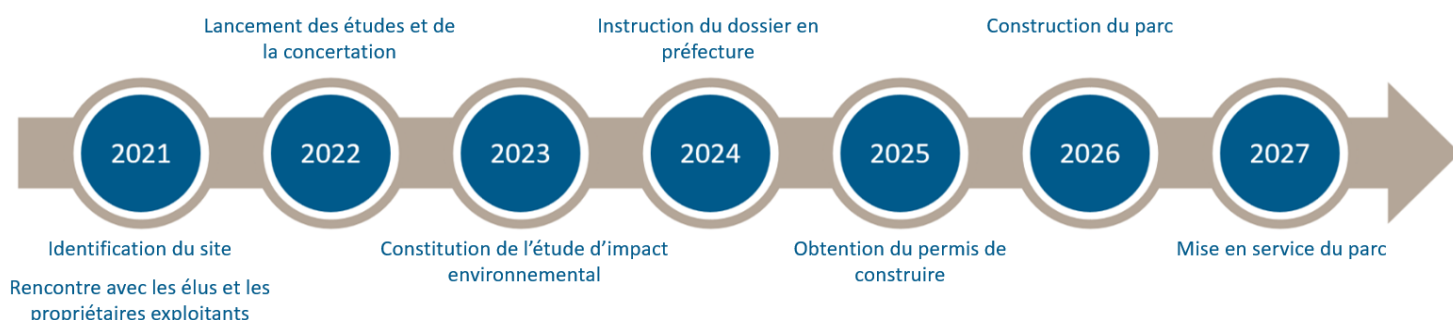 Lancement des études et de
la concertation
Instruction du dossier en
préfecture
Construction du parc
2021
2022
2023
2024
2025
2026
2027
Identification du site
Rencontre avec les élus et les
propriétaires exploitants
Constitution de l’étude d’impact
environnemental
Obtention du permis de
construire
Mise en service du parc